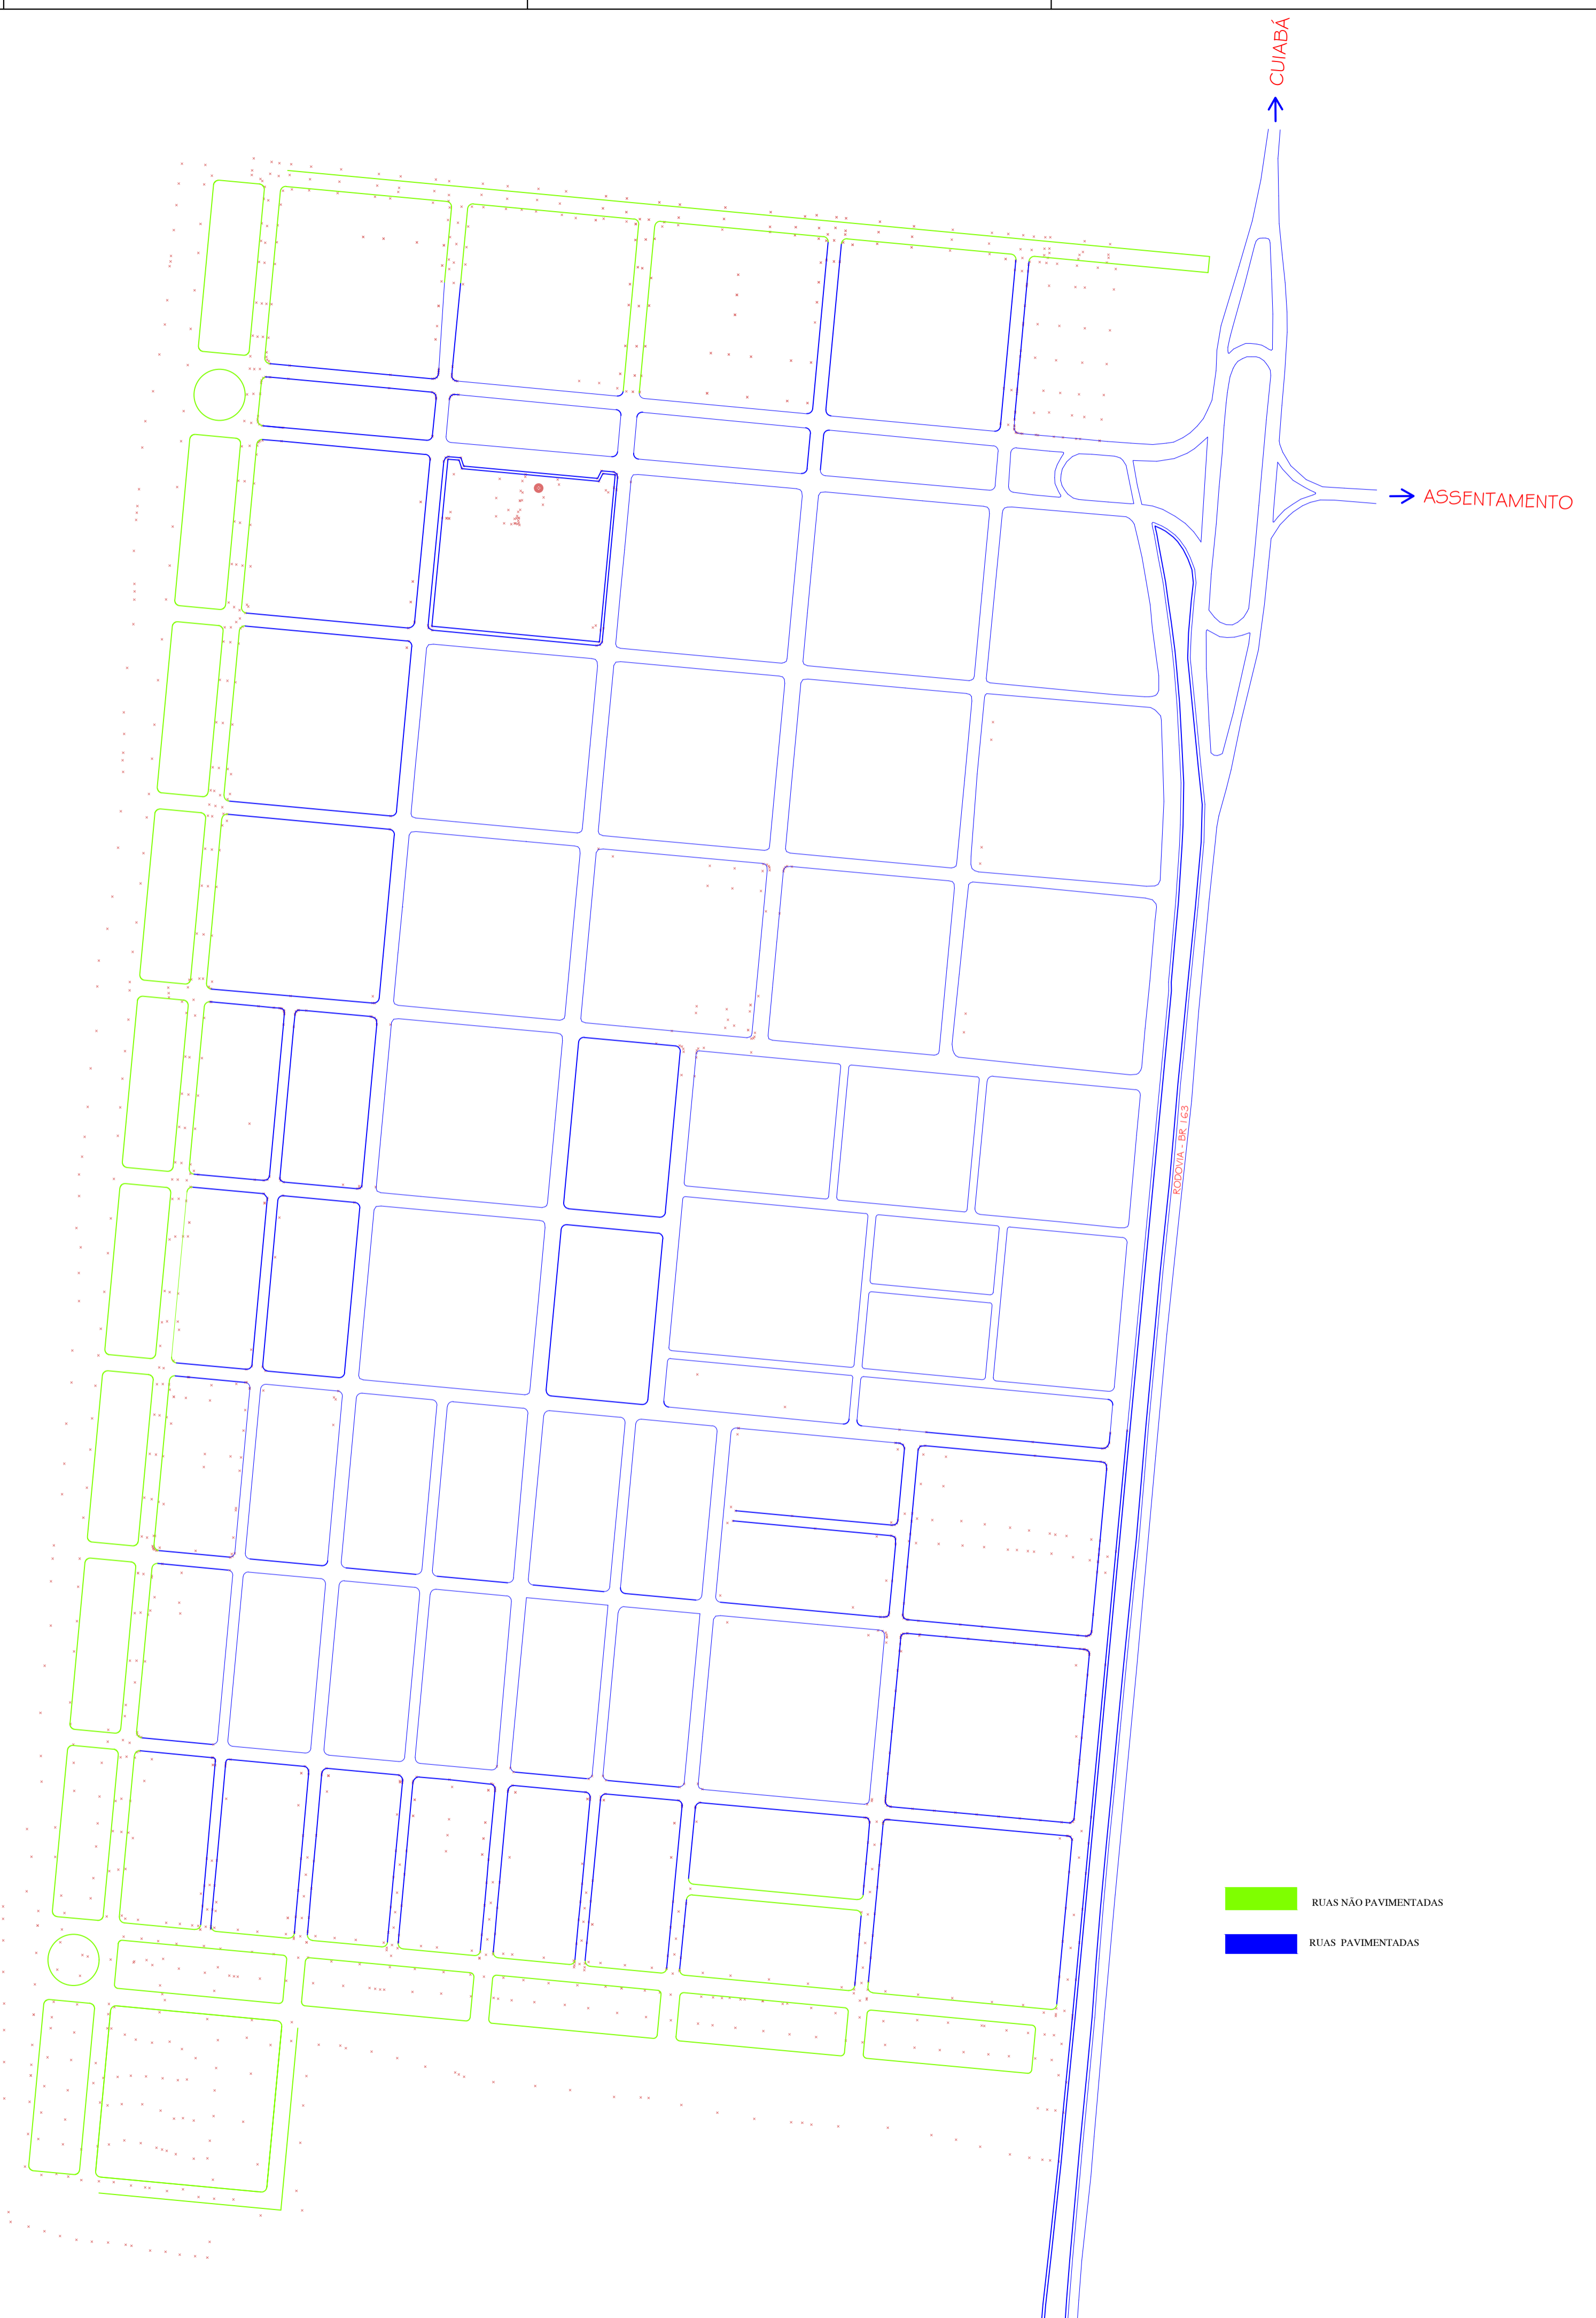 CUIABÁ
ASSENTAMENTO
RODOVIA - BR 163
RUAS NÃO PAVIMENTADAS
RUAS PAVIMENTADAS